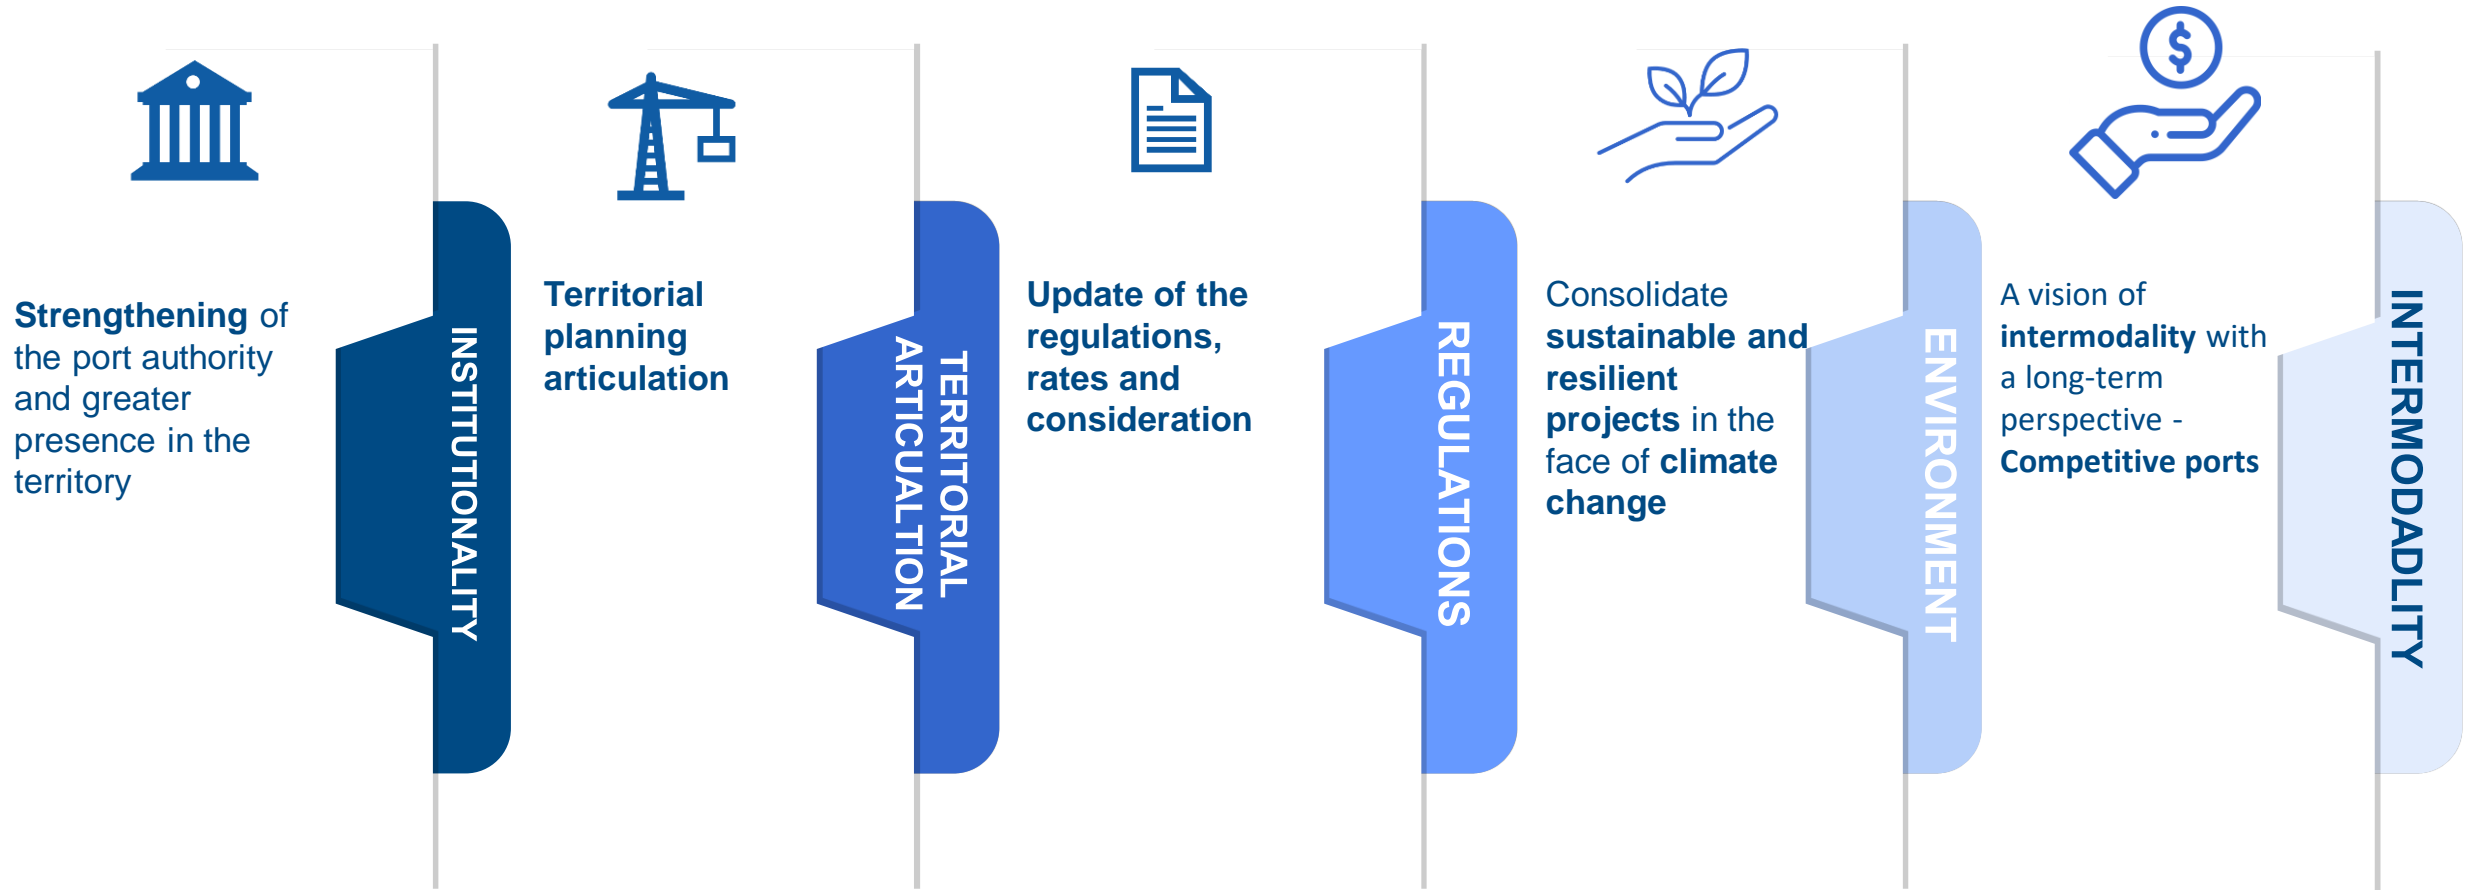 Strengthening of
the port authority
and greater
presence in the
territory
INSTITUTIONALITY
Territorial
planning
articulation
TERRITORIAL
ARTICUALTION
Update of the
regulations,
rates and
consideration
REGULATIONS
Consolidate
sustainable and
resilient
projects in the
face of climate
change
ENVIRONMENT
$
A vision of
intermodality with
a long-term
perspective -
Competitive ports
INTERMODADLITY